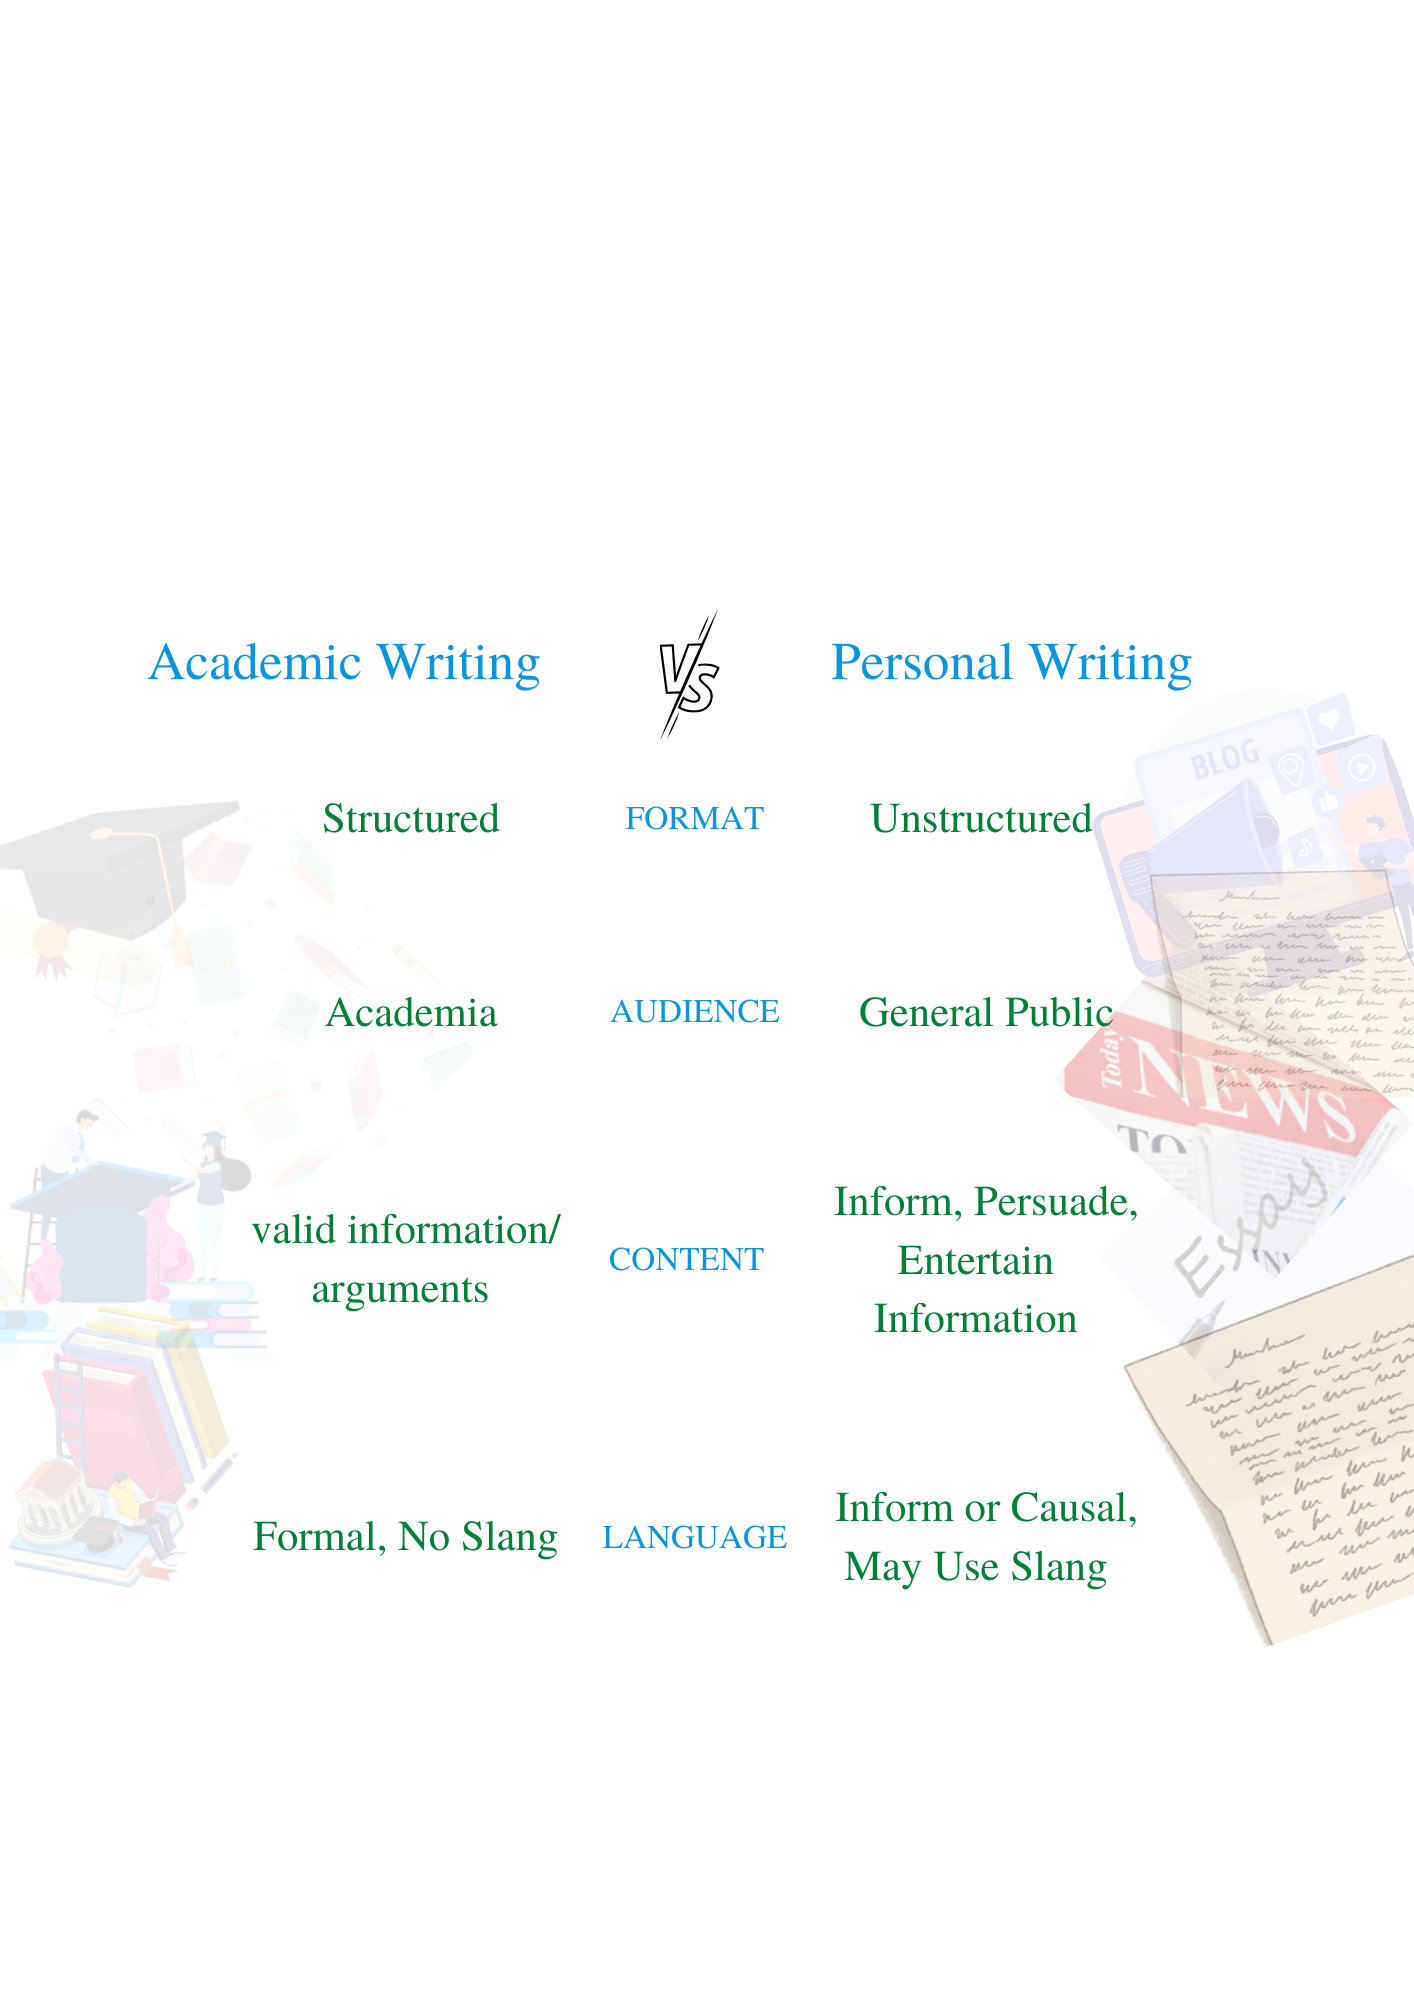 Academic Writing
VS
Personal Writing
Structured
FORMAT
Unstructured
Academia
AUDIENCE
General Public
valid information/
arguments
CONTENT
Inform, Persuade,
Entertain
Information
Formal, No Slang
LANGUAGE
Inform or Causal,
May Use Slang
BLOG
Today
NEWS
TO
Essay